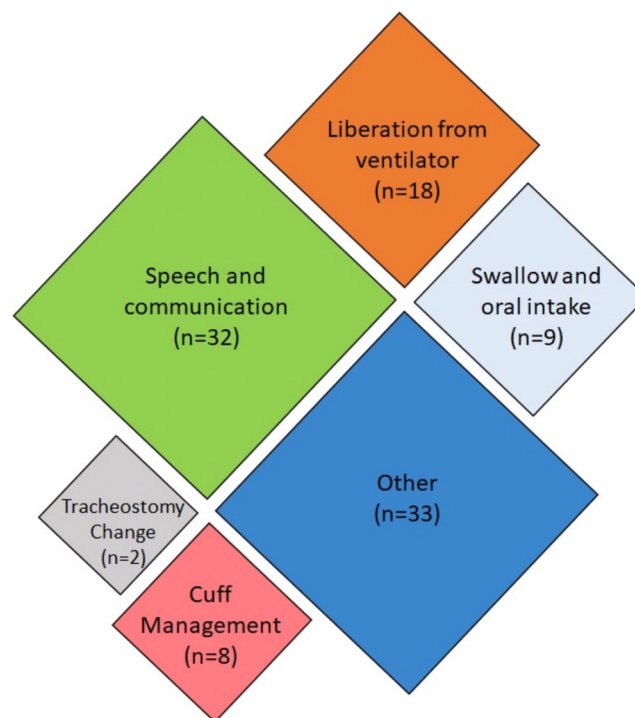 Liberation from
ventilator
(n=18)
Speech and
communication
(n=32)
Swallow and
oral intake
(n=9)
Other
(n=33)
Tracheostomy
Change
(n=2)
Cuff
Management
(n=8)